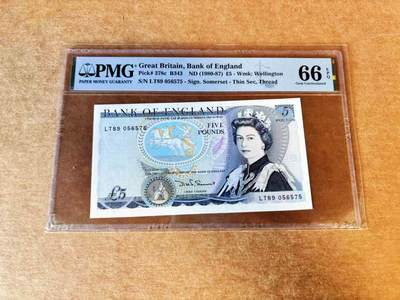 PMG
PAPER MONEY GUARANTY
Great Britain, Bank of England
Pick# 378c B343 ND (1980-87) £5 - Wmk: Wellington
S/N LT89 056575 - Sign. Somerset - Thin Sec. Thread
66 EPQ
Gem Uncirculated
BANK OF ENGLAND
£5
LT89 056575
FIVE
POUNDS
£5
LT89 056575